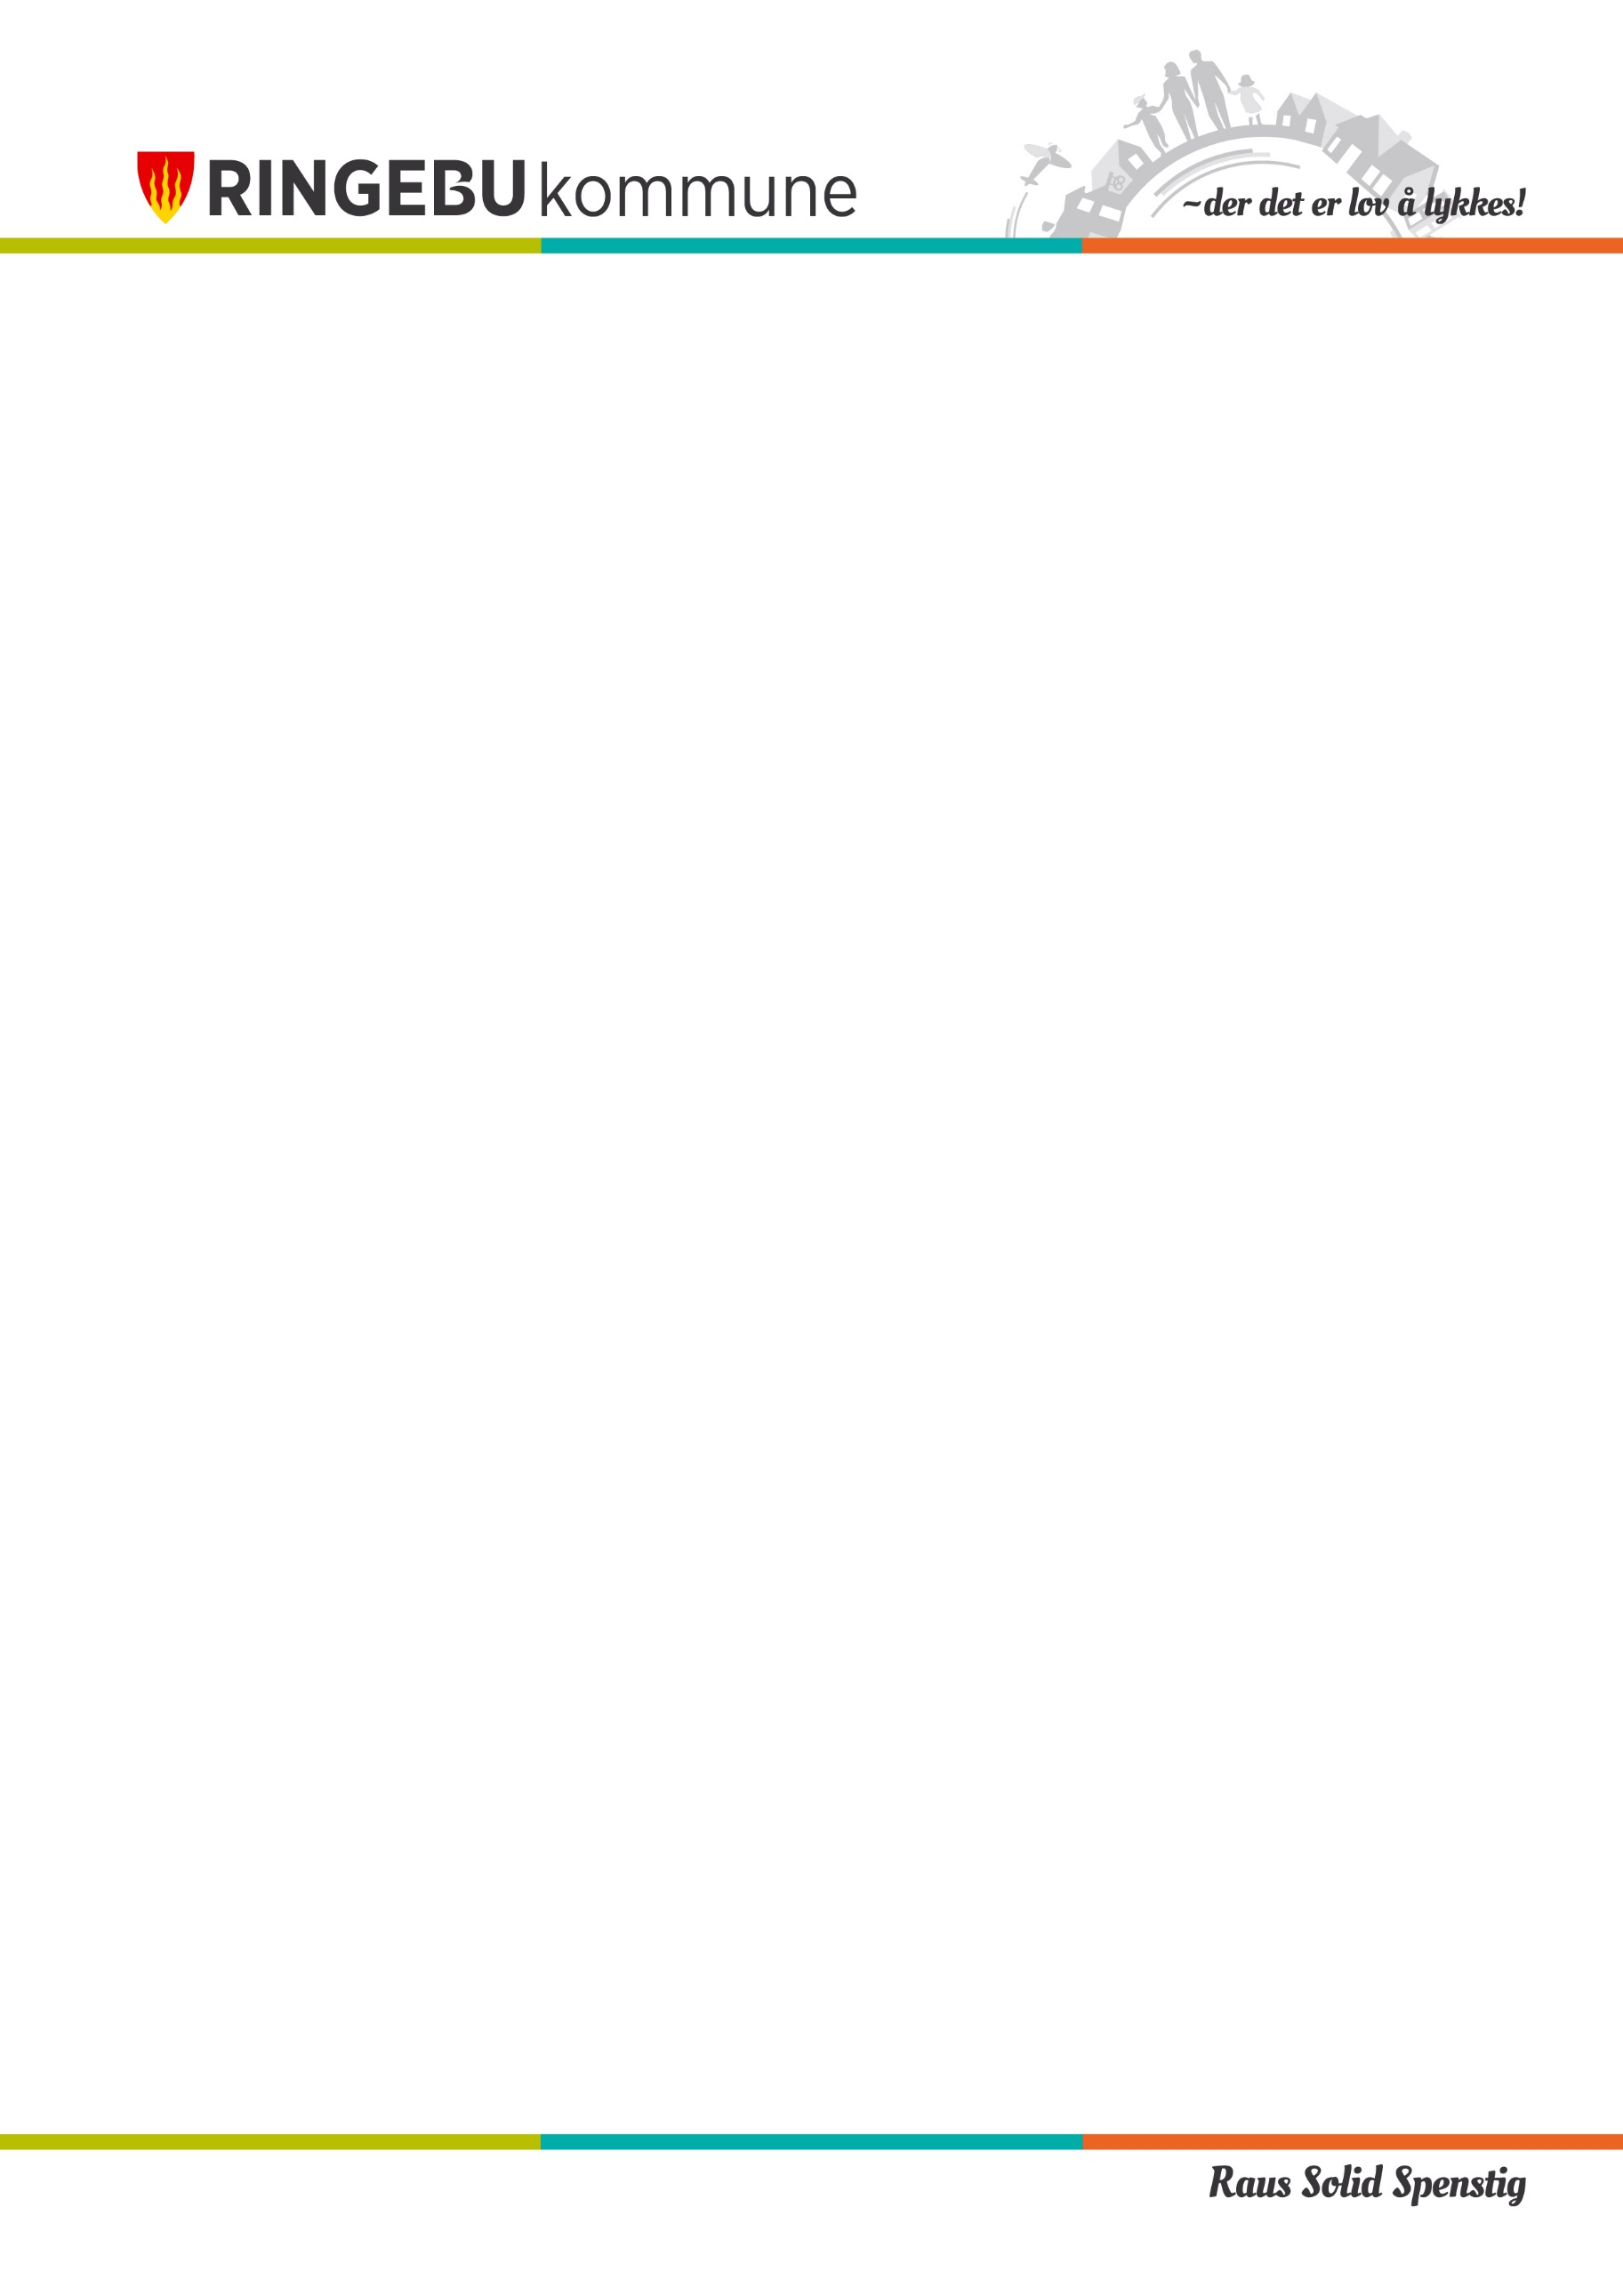 RINGEBU kommune
~der det er lov å lykkes!
Raus Solid Spenstig